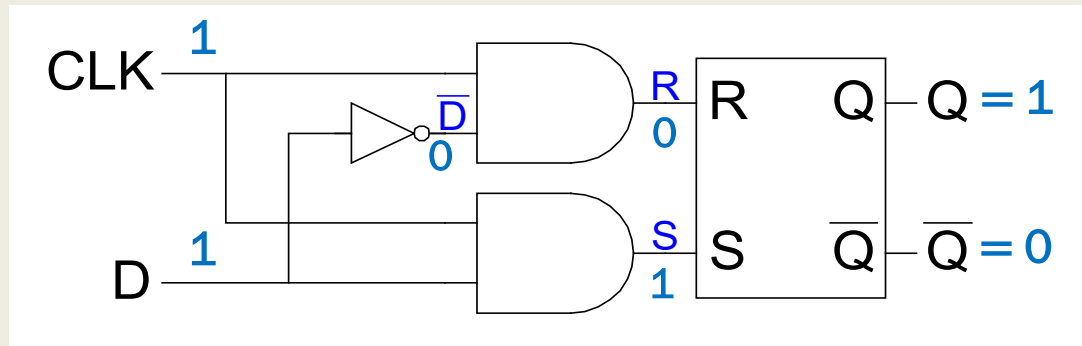 1
CLK
D̅
0
R
0
R
Q
Q = 1
1
D
S
1
S
Q̅
Q̅ = 0